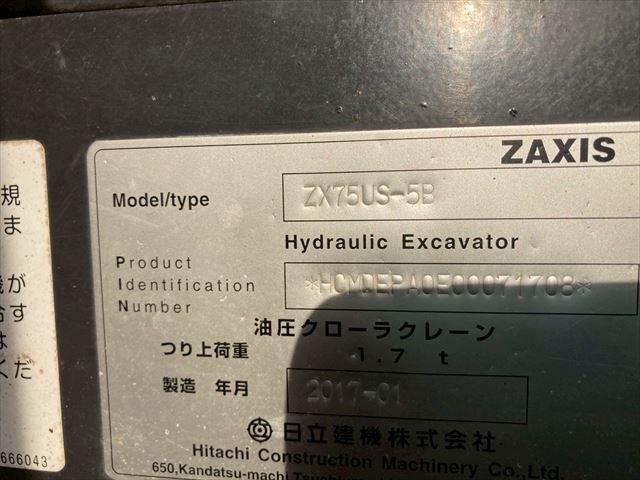 ZAXIS
Model/type ZX75US-5B
Hydraulic Excavator
Product
Identification *HCMDEPA0E00071708*
Number
油圧クローラクレーン
つり上荷重 1.7 t
製造 年月 2017-01
日立建機株式会社
Hitachi Construction Machinery Co.,Ltd.
650,Kandatsu-machi
規
ま
が
す
は
くだ
666043